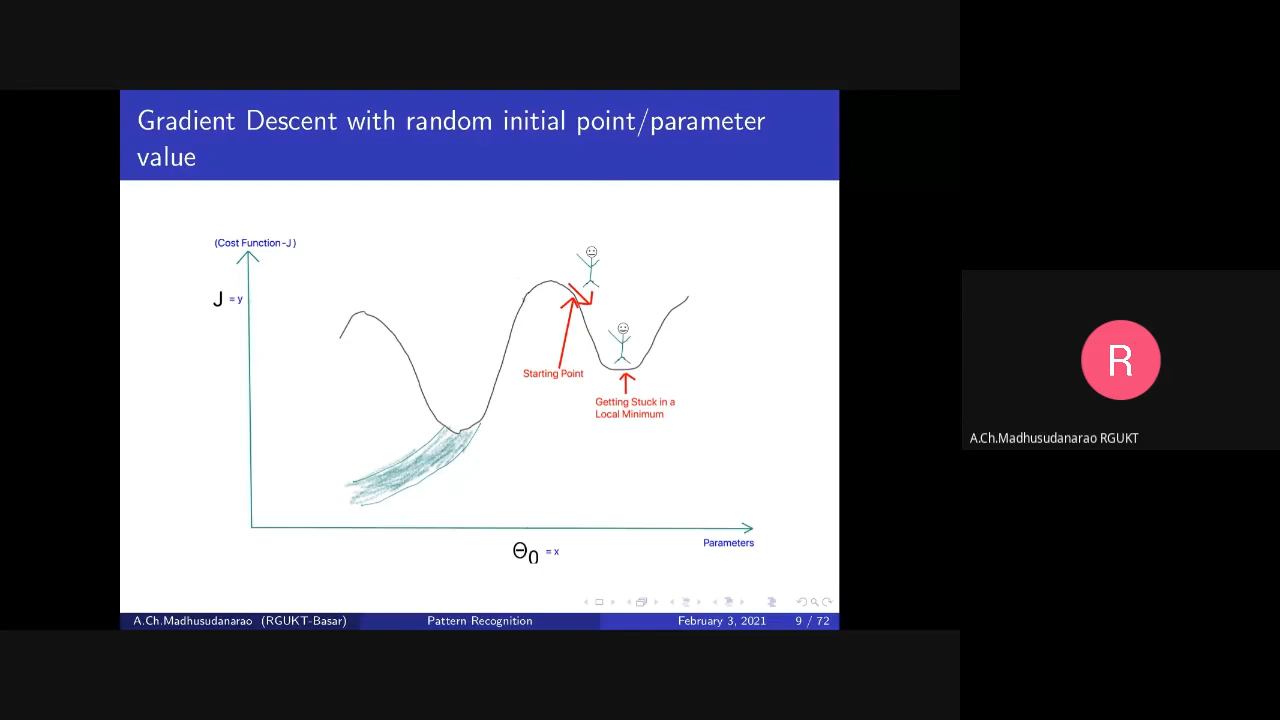 Gradient Descent with random initial point/parameter
value
(Cost Function-J)
J = y
Starting Point
Getting Stuck in a
Local Minimum
Parameters
Θ0 = x
A.Ch.Madhusudanarao (RGUKT-Basar) Pattern Recognition February 3, 2021 9 / 72
R
A.Ch.Madhusudanarao RGUKT